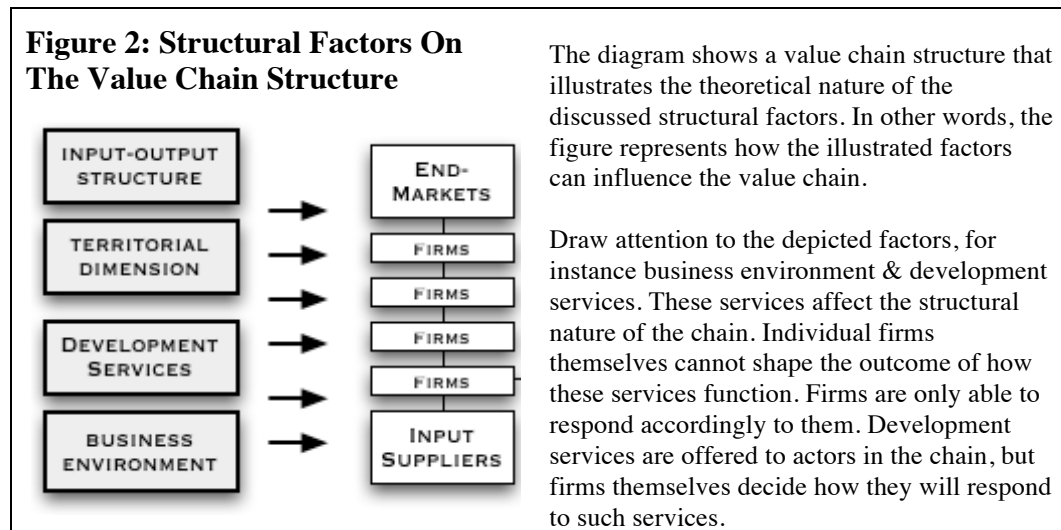 Figure 2: Structural Factors On
The Value Chain Structure
INPUT-OUTPUT
STRUCTURE
TERRITORIAL
DIMENSION
DEVELOPMENT
SERVICES
BUSINESS
ENVIRONMENT
END-
MARKETS
FIRMS
FIRMS
FIRMS
FIRMS
INPUT
SUPPLIERS
The diagram shows a value chain structure that
illustrates the theoretical nature of the
discussed structural factors. In other words, the
figure represents how the illustrated factors
can influence the value chain.
Draw attention to the depicted factors, for
instance business environment & development
services. These services affect the structural
nature of the chain. Individual firms
themselves cannot shape the outcome of how
these services function. Firms are only able to
respond accordingly to them. Development
services are offered to actors in the chain, but
firms themselves decide how they will respond
to such services.